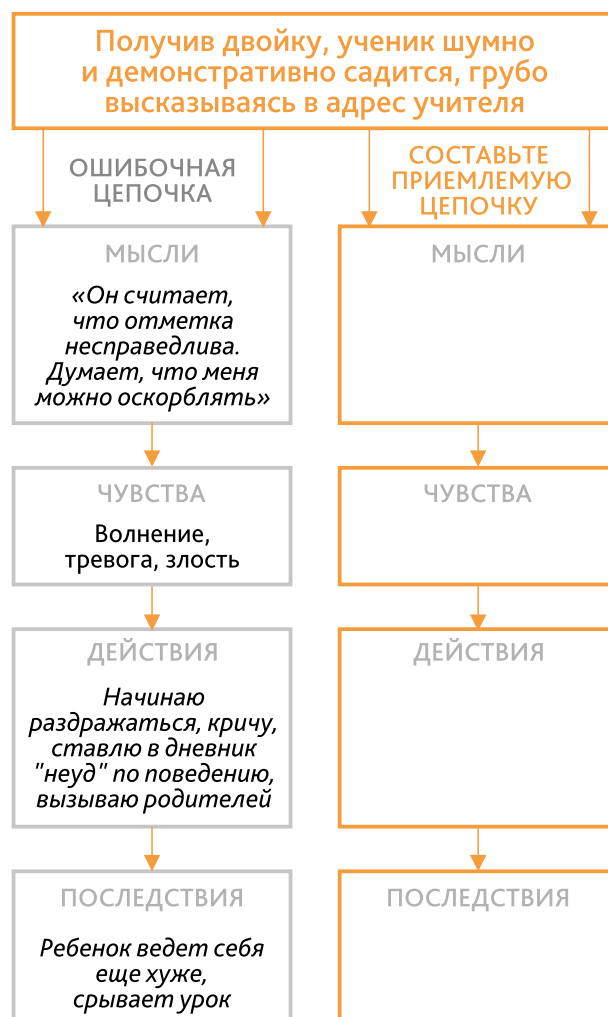 Получив двойку, ученик шумно
и демонстративно садится, грубо
высказываясь в адрес учителя
ОШИБОЧНАЯ
ЦЕПОЧКА
МЫСЛИ
«Он считает,
что отметка
несправедлива.
Думает, что меня
можно оскорблять»
ЧУВСТВА
Волнение,
тревога, злость
ДЕЙСТВИЯ
Начинаю
раздражаться, кричу,
ставлю в дневник
"неуд" по поведению,
вызываю родителей
ПОСЛЕДСТВИЯ
Ребенок ведет себя
еще хуже,
срывает урок
СОСТАВЬТЕ
ПРИЕМЛЕМУЮ
ЦЕПОЧКУ
МЫСЛИ
ЧУВСТВА
ДЕЙСТВИЯ
ПОСЛЕДСТВИЯ